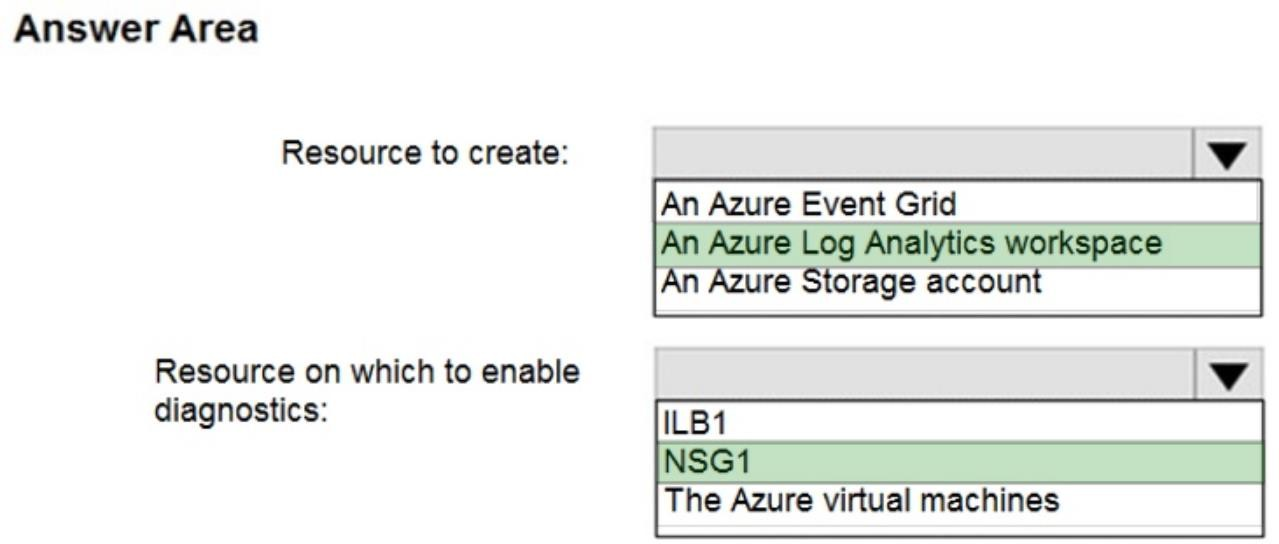 Answer Area
Resource to create:
An Azure Event Grid
An Azure Log Analytics workspace
An Azure Storage account
Resource on which to enable
diagnostics:
ILB1
NSG1
The Azure virtual machines